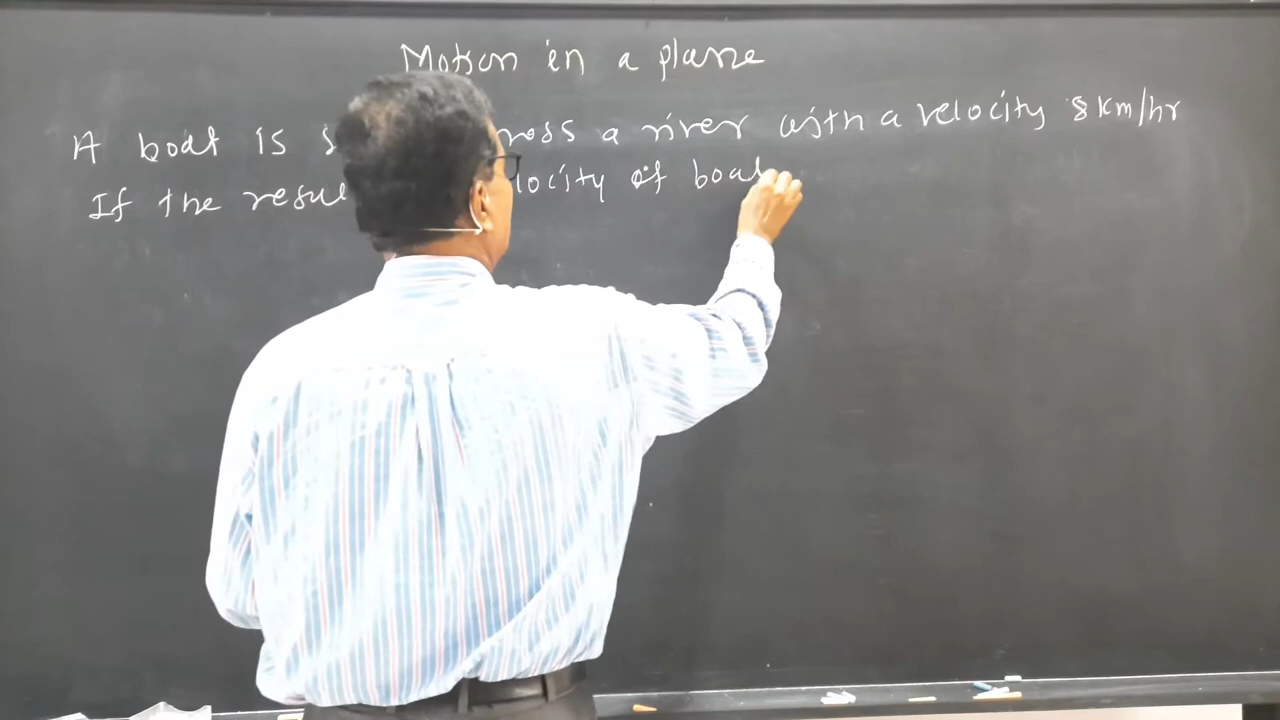 Motion in a plane
A boat is s ross a river with a velocity 8 km/hr
If the resul locity of boat